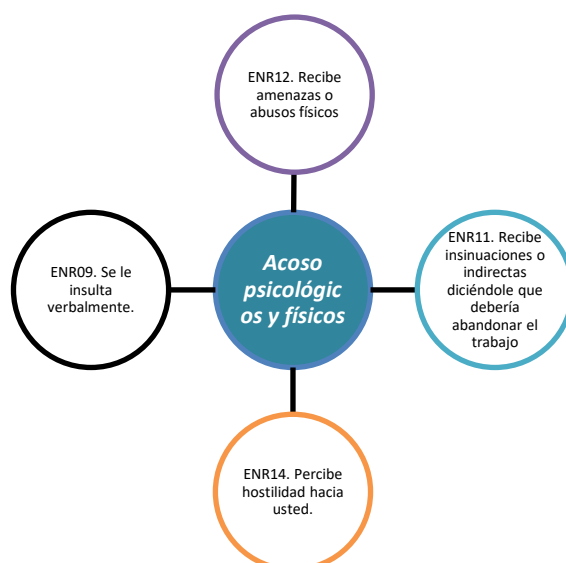 ENR12. Recibe
amenazas o
abusos físicos
ENR09. Se le
insulta
verbalmente.
Acoso
psicológic
os y físicos
ENR11. Recibe
insinuaciones o
indirectas
diciéndole que
debería
abandonar el
trabajo
ENR14. Percibe
hostilidad hacia
usted.